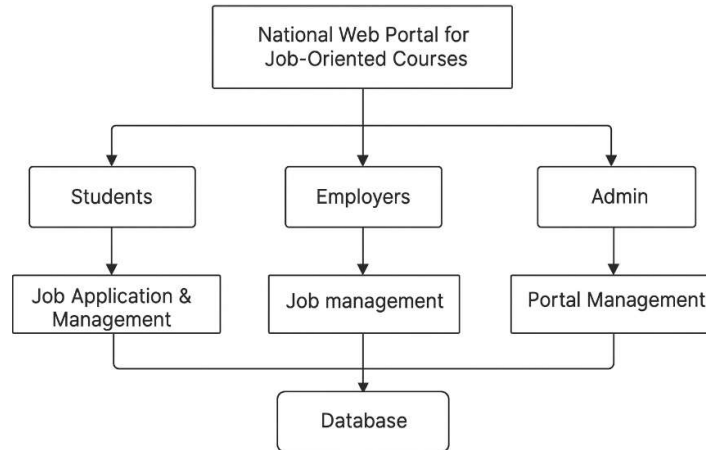 National Web Portal for
Job-Oriented Courses
Students
Employers
Admin
Job Application &
Management
Job management
Portal Management
Database